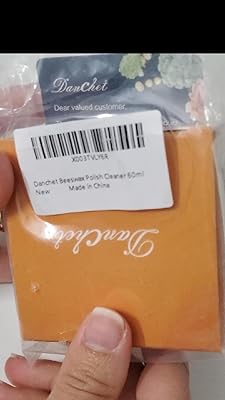 DanChet
Dear valued customer,
X003TVLY6R
Danchet Beeswax Polish Cleaner 60ml
New Made in China
DanChet